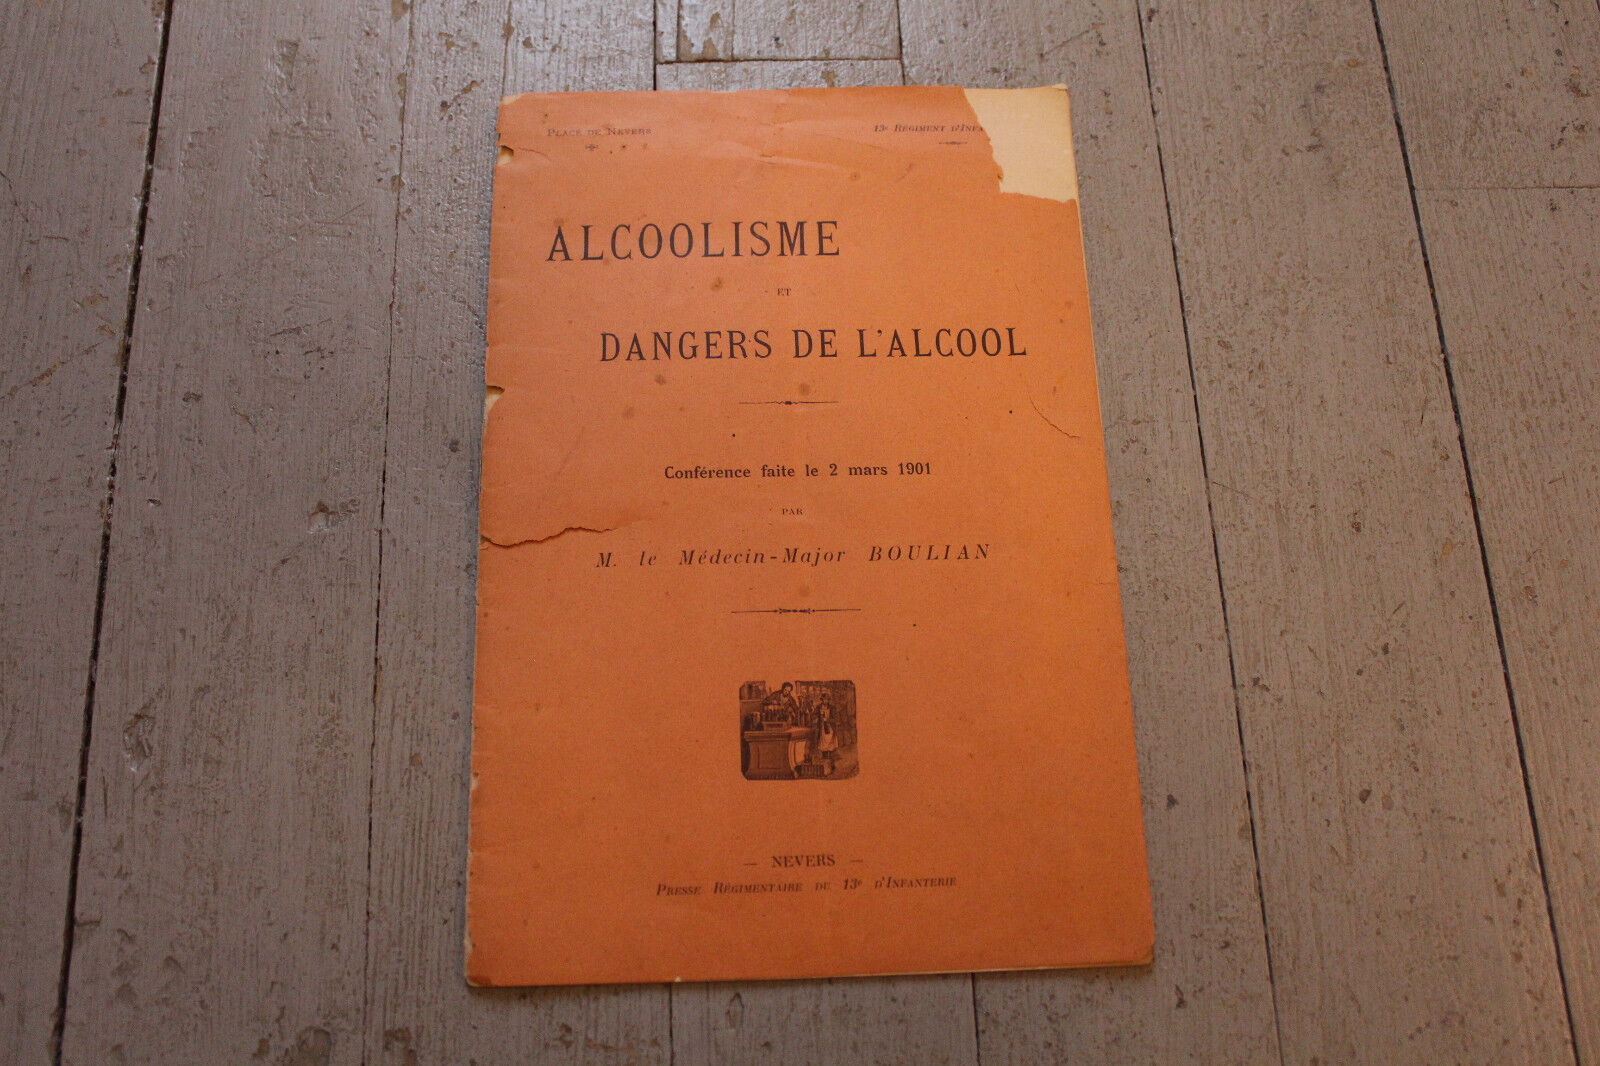 PLACE DE NEVERS
13e RÉGIMENT D'INFA
ALCOOLISME
ET
DANGERS DE L'ALCOOL
Conférence faite le 2 mars 1901
PAR
M. le Médecin-Major BOULIAN
— NEVERS —
PRESSE RÉGIMENTAIRE DU 13e D'INFANTERIE